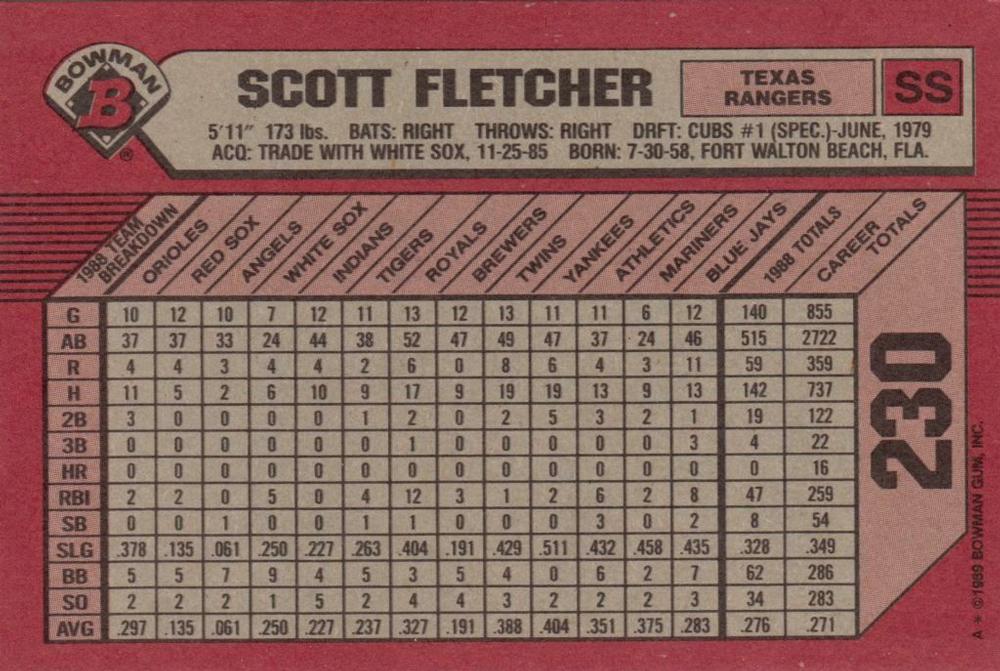 BOWMAN
B
®
SCOTT FLETCHER
TEXAS
RANGERS
SS
5'11" 173 lbs. BATS: RIGHT THROWS: RIGHT DRFT: CUBS #1 (SPEC.)-JUNE, 1979
ACQ: TRADE WITH WHITE SOX, 11-25-85 BORN: 7-30-58, FORT WALTON BEACH, FLA.
1988 TEAM BREAKDOWN ORIOLES RED SOX ANGELS WHITE SOX INDIANS TIGERS ROYALS BREWERS TWINS YANKEES ATHLETICS MARINERS BLUE JAYS 1988 TOTALS CAREER TOTALS
G 10 12 10 7 12 11 13 12 13 11 11 6 12 140 855
AB 37 37 33 24 44 38 52 47 49 47 37 24 46 515 2722
R 4 4 3 4 4 2 6 0 8 6 4 3 11 59 359
H 11 5 2 6 10 9 17 9 19 19 13 9 13 142 737
2B 3 0 0 0 0 1 2 0 2 5 3 2 1 19 122
3B 0 0 0 0 0 0 1 0 0 0 0 0 3 4 22
HR 0 0 0 0 0 0 0 0 0 0 0 0 0 0 16
RBI 2 2 0 5 0 4 12 3 1 2 6 2 8 47 259
SB 0 0 1 0 0 1 1 0 0 0 3 0 2 8 54
SLG .378 .135 .061 .250 .227 .263 .404 .191 .429 .511 .432 .458 .435 .328 .349
BB 5 5 7 9 4 5 3 5 4 0 6 2 7 62 286
SO 2 2 2 1 5 2 4 4 3 2 2 2 3 34 283
AVG .297 .135 .061 .250 .227 .237 .327 .191 .388 .404 .351 .375 .283 .276 .271
230
A * ©1989 BOWMAN GUM, INC.